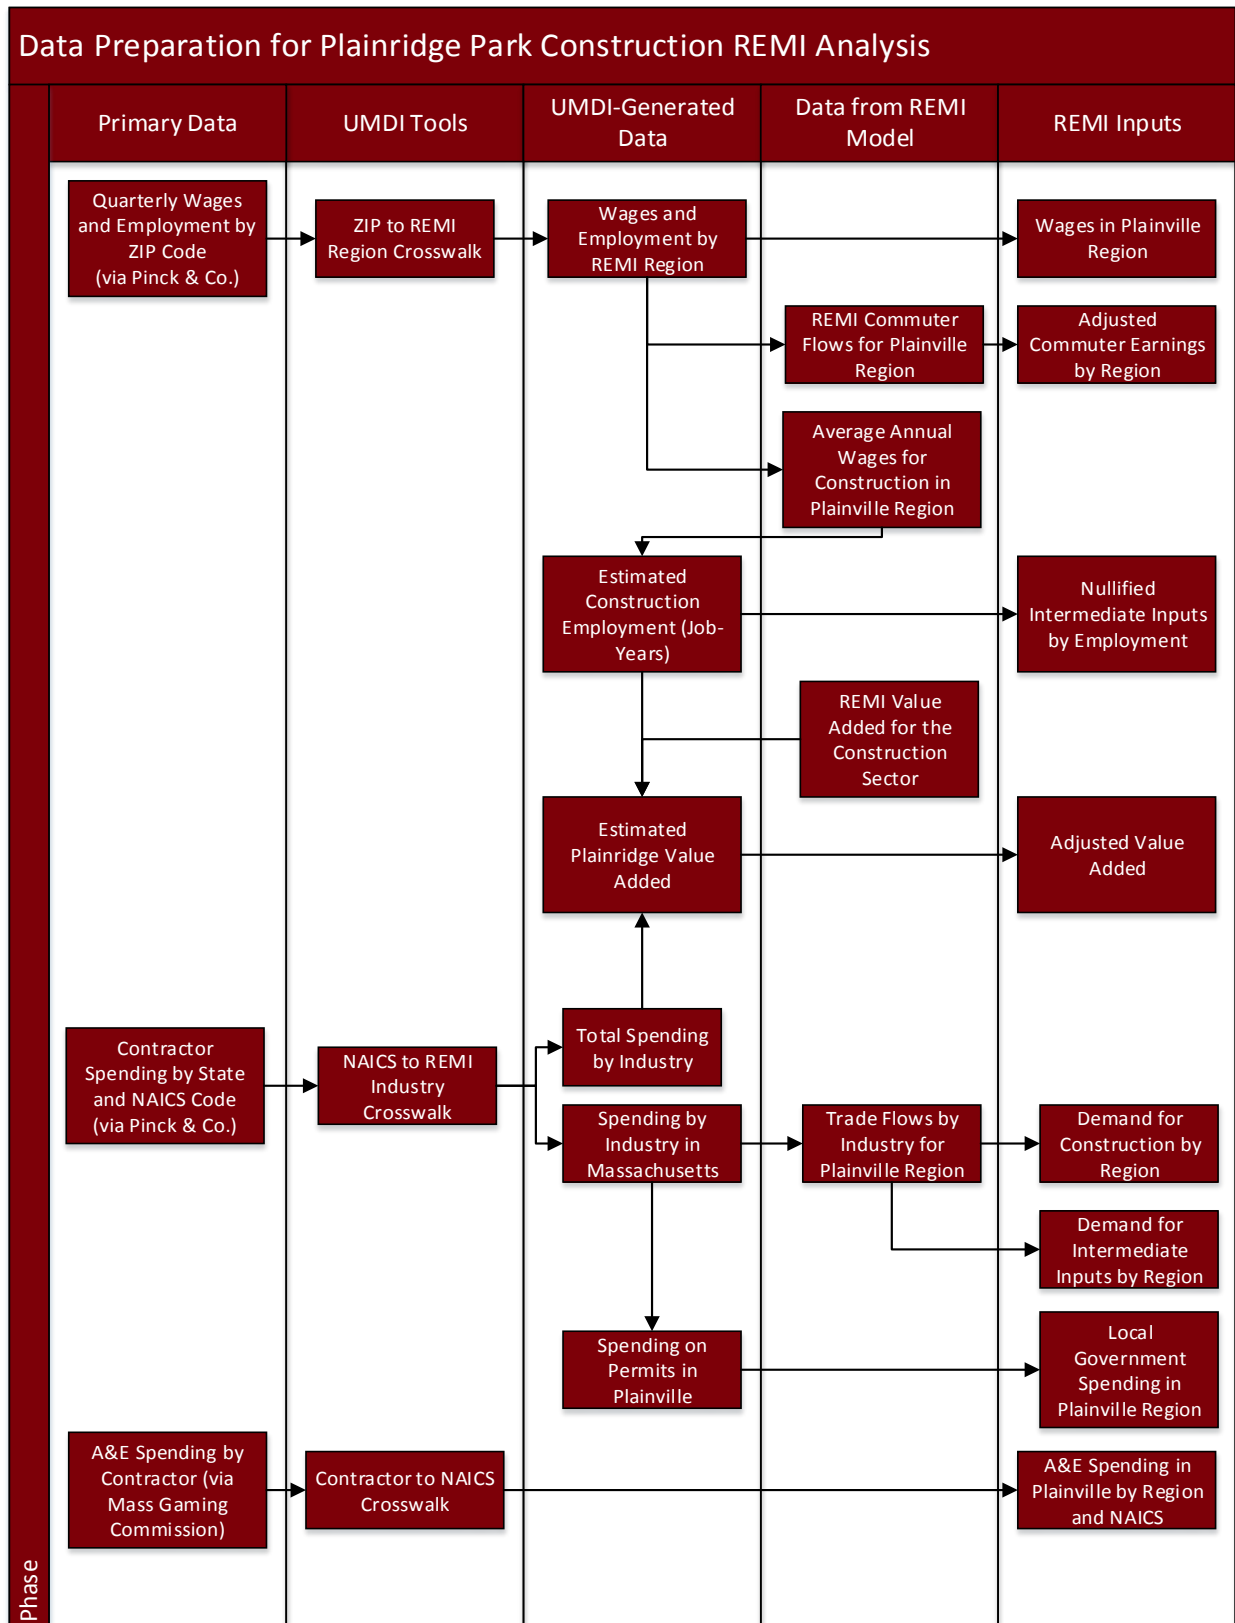 Data Preparation for Plainridge Park Construction REMI Analysis
Primary Data
UMDI Tools
UMDI-Generated
Data
Data from REMI
Model
REMI Inputs
Quarterly Wages
and Employment by
ZIP Code
(via Pinck & Co.)
ZIP to REMI
Region Crosswalk
Wages and
Employment by
REMI Region
Wages in Plainville
Region
REMI Commuter
Flows for Plainville
Region
Adjusted
Commuter Earnings
by Region
Average Annual
Wages for
Construction in
Plainville Region
Estimated
Construction
Employment (Job-
Years)
Nullified
Intermediate Inputs
by Employment
REMI Value
Added for the
Construction
Sector
Estimated
Plainridge Value
Added
Adjusted Value
Added
Contractor
Spending by State
and NAICS Code
(via Pinck & Co.)
NAICS to REMI
Industry
Crosswalk
Total Spending
by Industry
Spending by
Industry in
Massachusetts
Trade Flows by
Industry for
Plainville Region
Demand for
Construction by
Region
Demand for
Intermediate
Inputs by Region
Spending on
Permits in
Plainville
Local
Government
Spending in
Plainville Region
A&E Spending by
Contractor (via
Mass Gaming
Commission)
Contractor to NAICS
Crosswalk
A&E Spending in
Plainville by Region
and NAICS
Phase